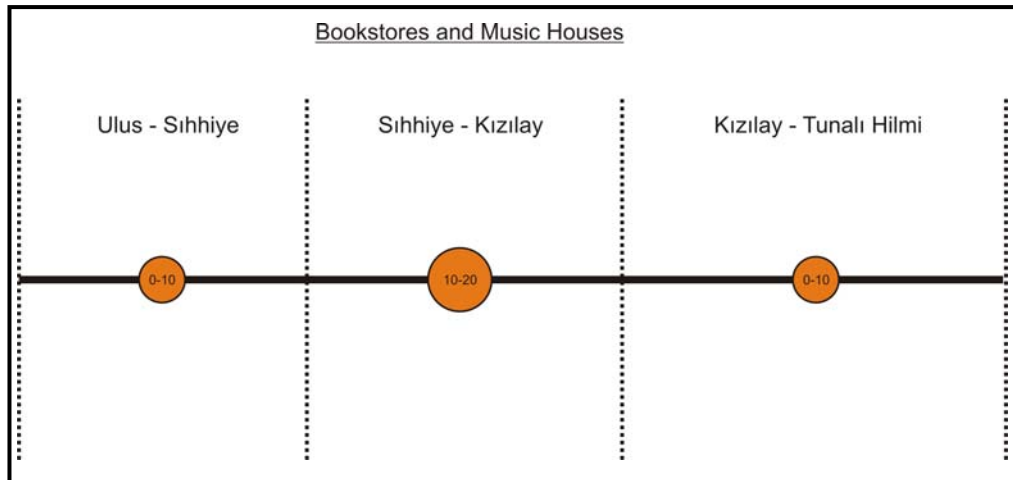 Bookstores and Music Houses
Ulus - Sıhhiye
Sıhhiye - Kızılay
Kızılay - Tunalı Hilmi
0-10
10-20
0-10